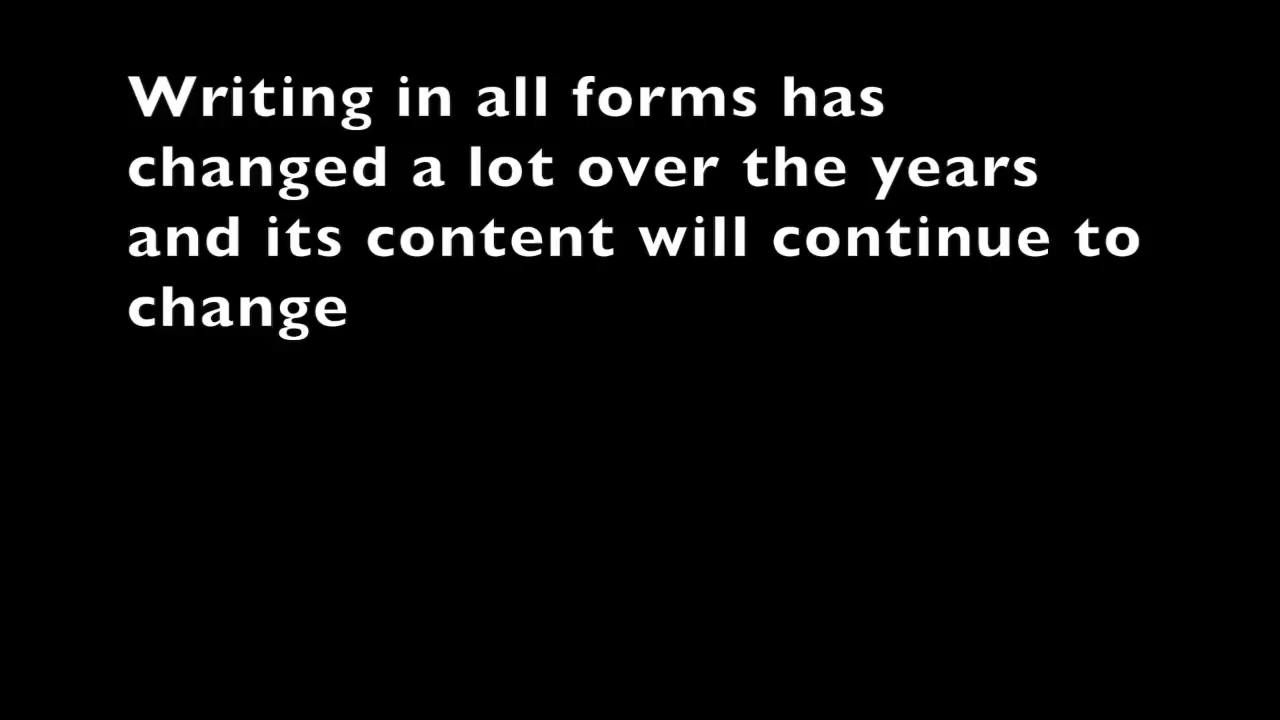 Writing in all forms has
changed a lot over the years
and its content will continue to
change